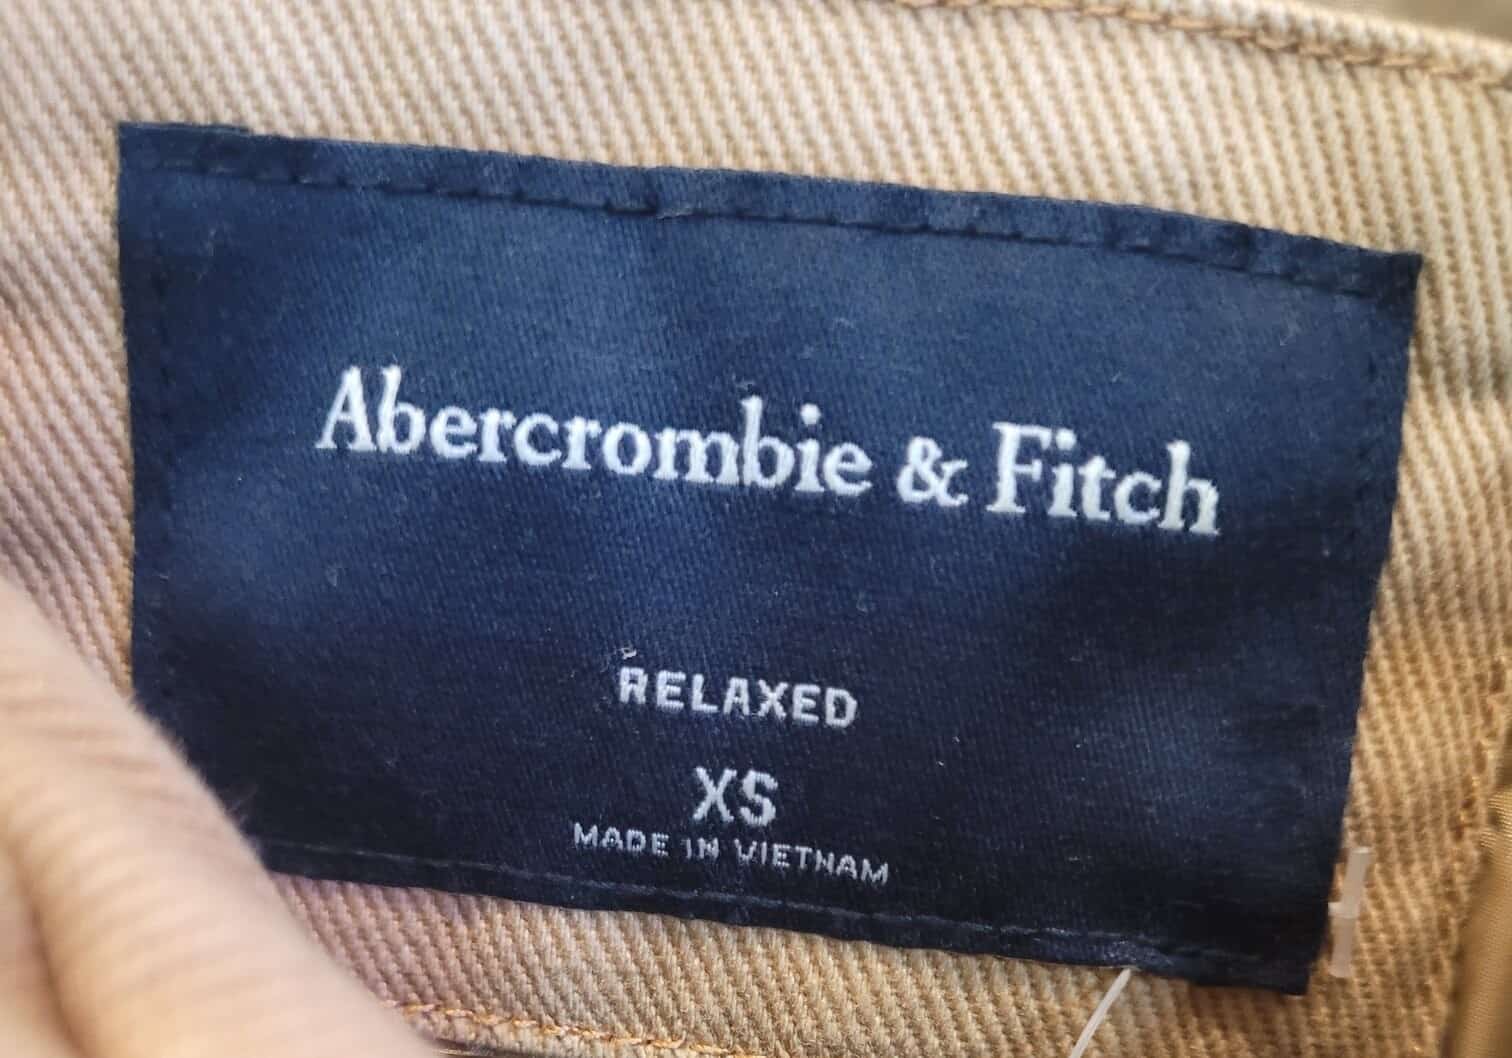 Abercrombie & Fitch
RELAXED
XS
MADE IN VIETNAM